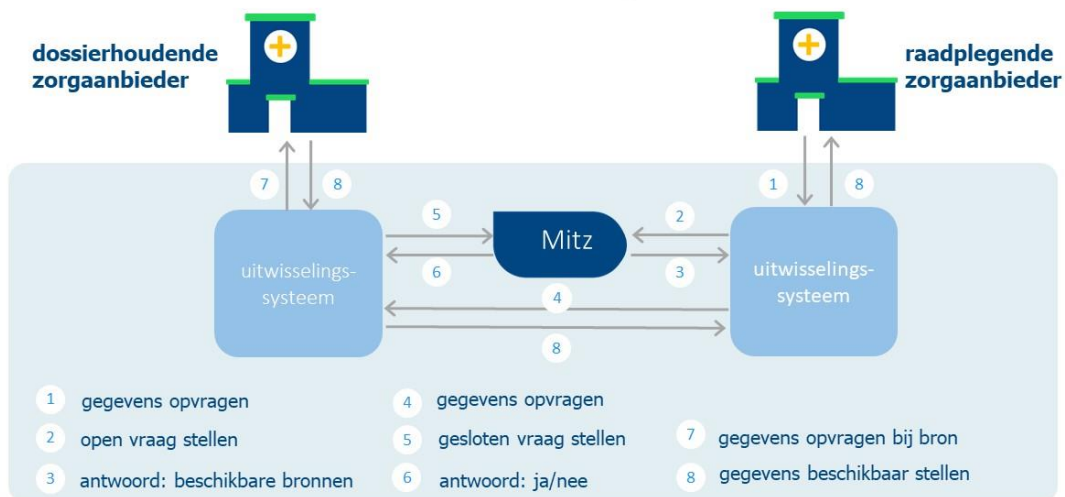 dossierhoudende
zorgaanbieder
raadplegende
zorgaanbieder
7
8
1
8
uitwisselings-
systeem
5
6
Mitz
2
3
uitwisselings-
systeem
4
8
1 gegevens opvragen
2 open vraag stellen
3 antwoord: beschikbare bronnen
4 gegevens opvragen
5 gesloten vraag stellen
6 antwoord: ja/nee
7 gegevens opvragen bij bron
8 gegevens beschikbaar stellen